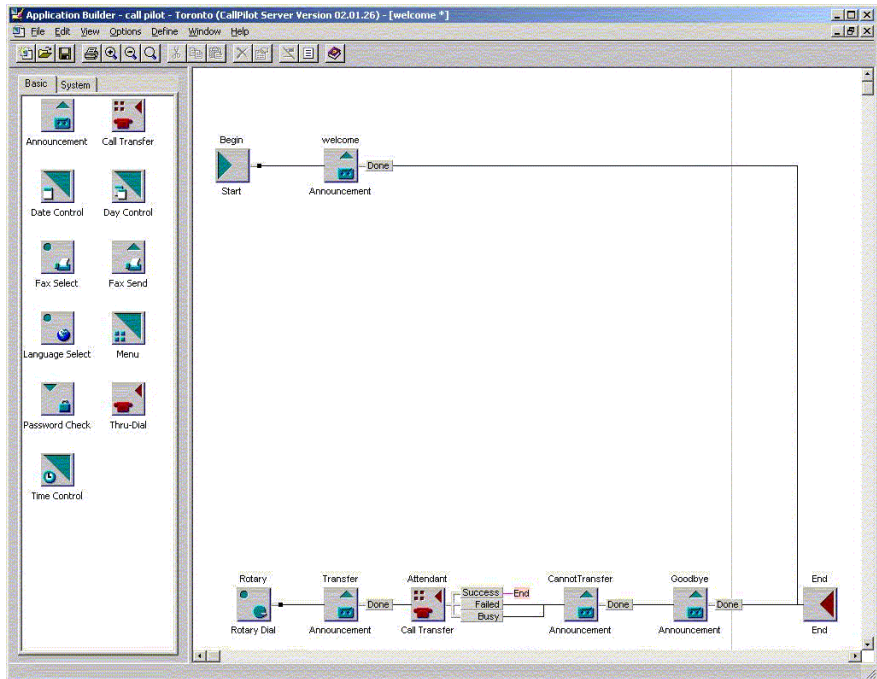 Application Builder - call pilot - Toronto (CallPilot Server Version 02.01.26) - [welcome *]
File Edit View Options Define Window Help
Basic System
Announcement Call Transfer
Date Control Day Control
Fax Select Fax Send
Language Select Menu
Password Check Thru-Dial
Time Control
Begin welcome
Done
Start Announcement
Rotary Transfer Attendant CannotTransfer Goodbye End
Success End
Done Failed Done Done
Busy
Rotary Dial Announcement Call Transfer Announcement Announcement End